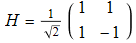 H = 1/√2 ( 1 1
1 −1 )